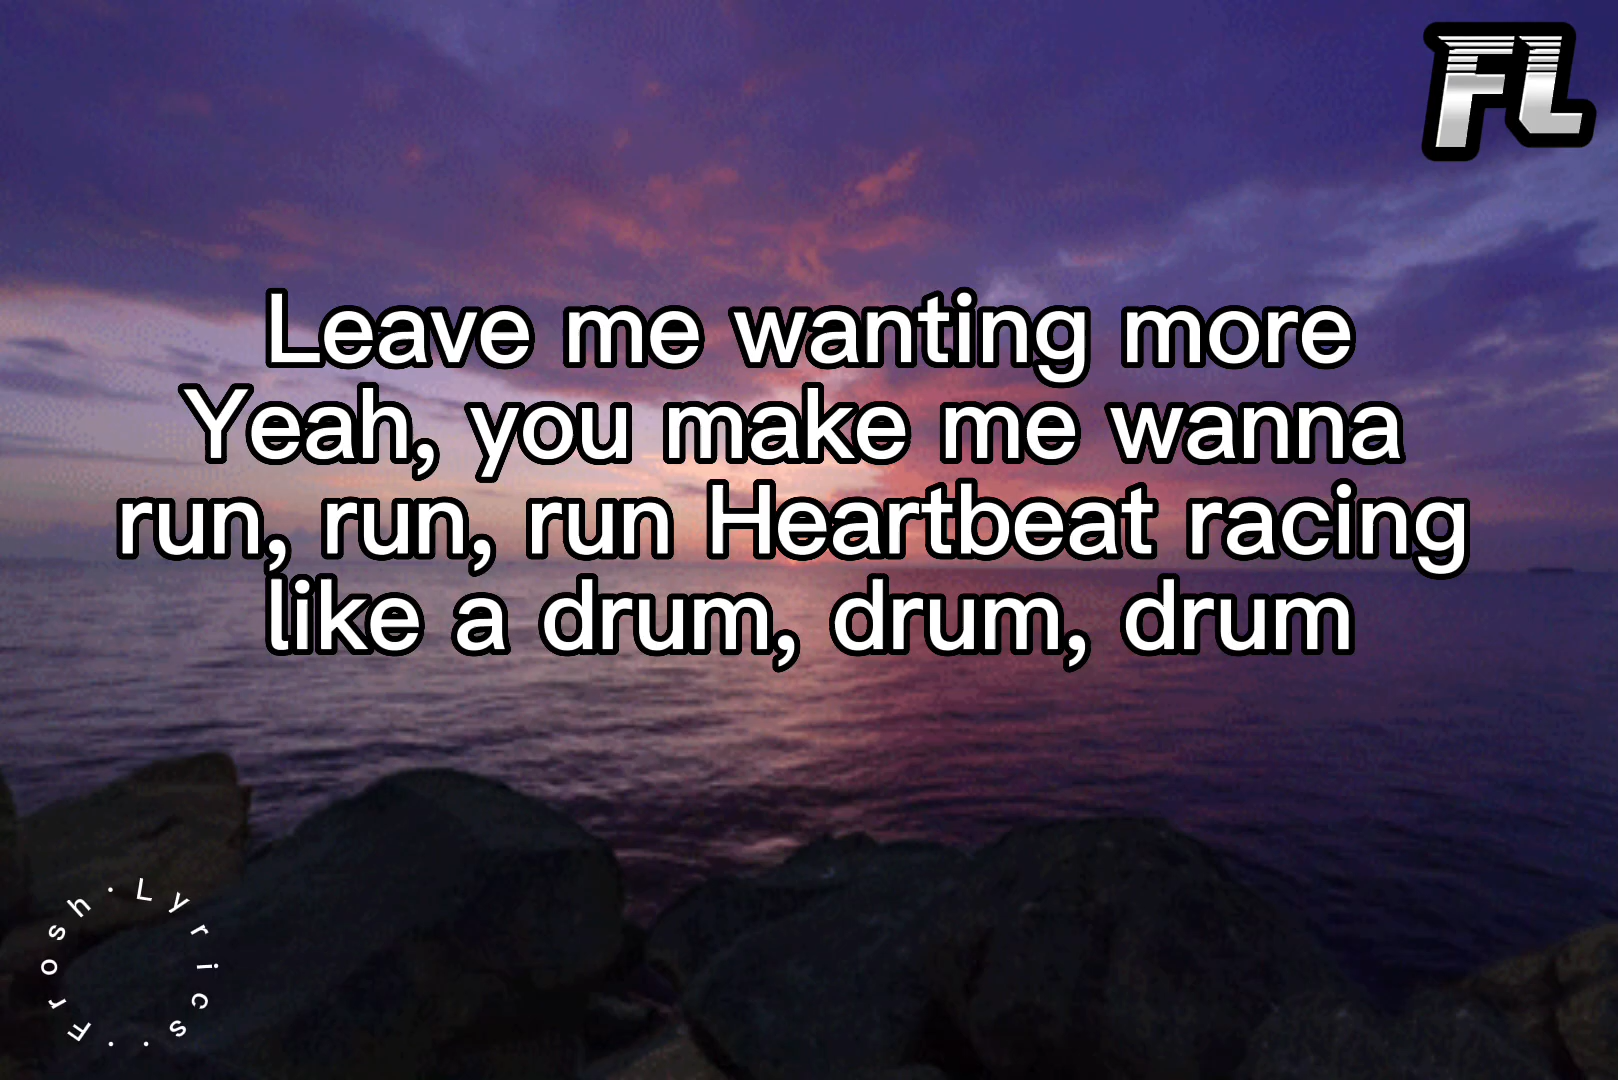 FL
Leave me wanting more
Yeah, you make me wanna
run, run, run Heartbeat racing
like a drum, drum, drum
Frosh Lyrics